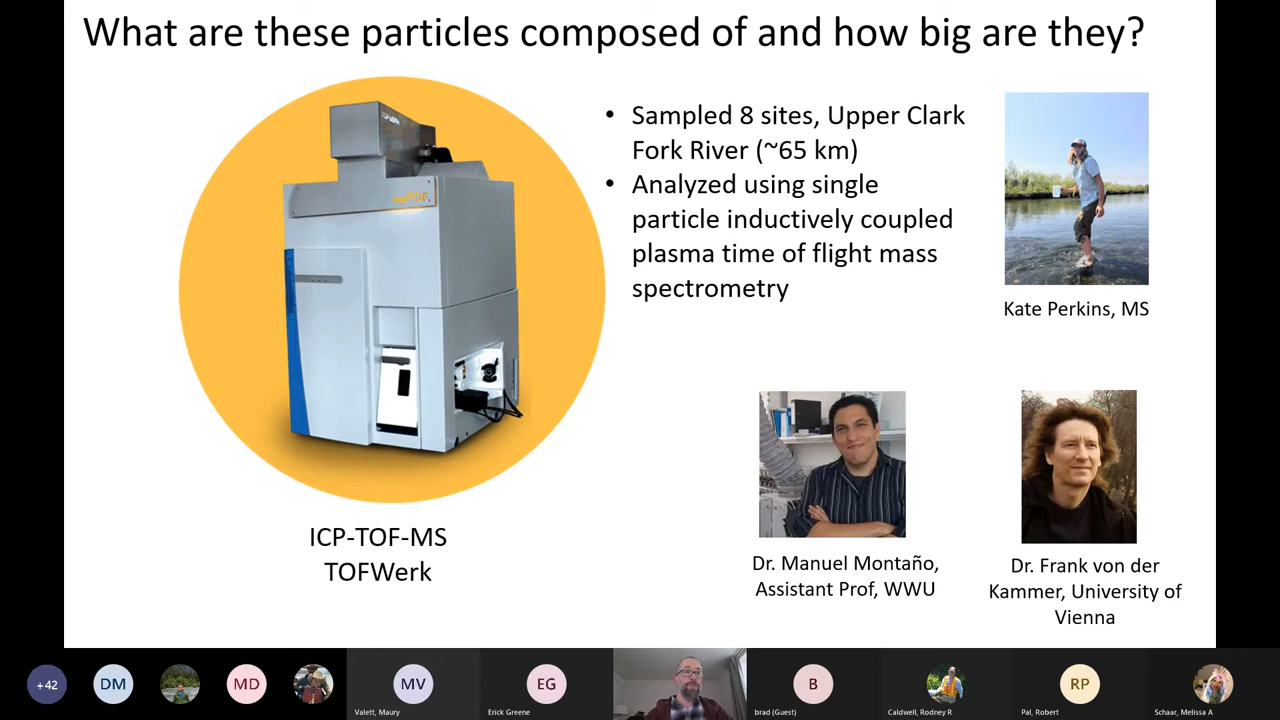 What are these particles composed of and how big are they?
• Sampled 8 sites, Upper Clark
Fork River (~65 km)
• Analyzed using single
particle inductively coupled
plasma time of flight mass
spectrometry
Kate Perkins, MS
ICP-TOF-MS
TOFWerk
Dr. Manuel Montaño,
Assistant Prof, WWU
Dr. Frank von der
Kammer, University of
Vienna
+42
DM
MD
MV
Valett, Maury
EG
Erick Greene
B
brad (Guest)
Caldwell, Rodney R
RP
Pal, Robert
Schaar, Melissa A